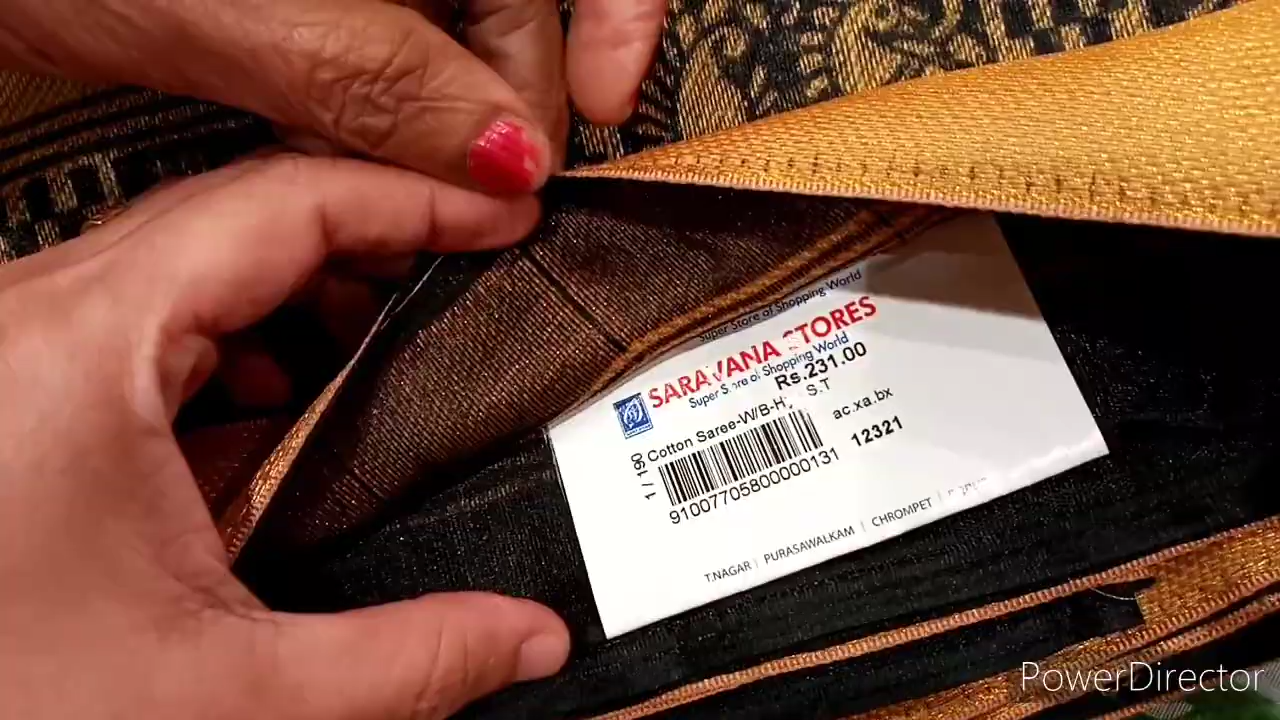 Super Store of Shopping World
SARAVANA STORES
Super Store of Shopping World
Rs.231.00
Cotton Saree-W/B-H S.T
ac.xa.bx
1 / 190
12321
91007705800000131
T.NAGAR | PURASAWALKAM | CHROMPET |
PowerDirector